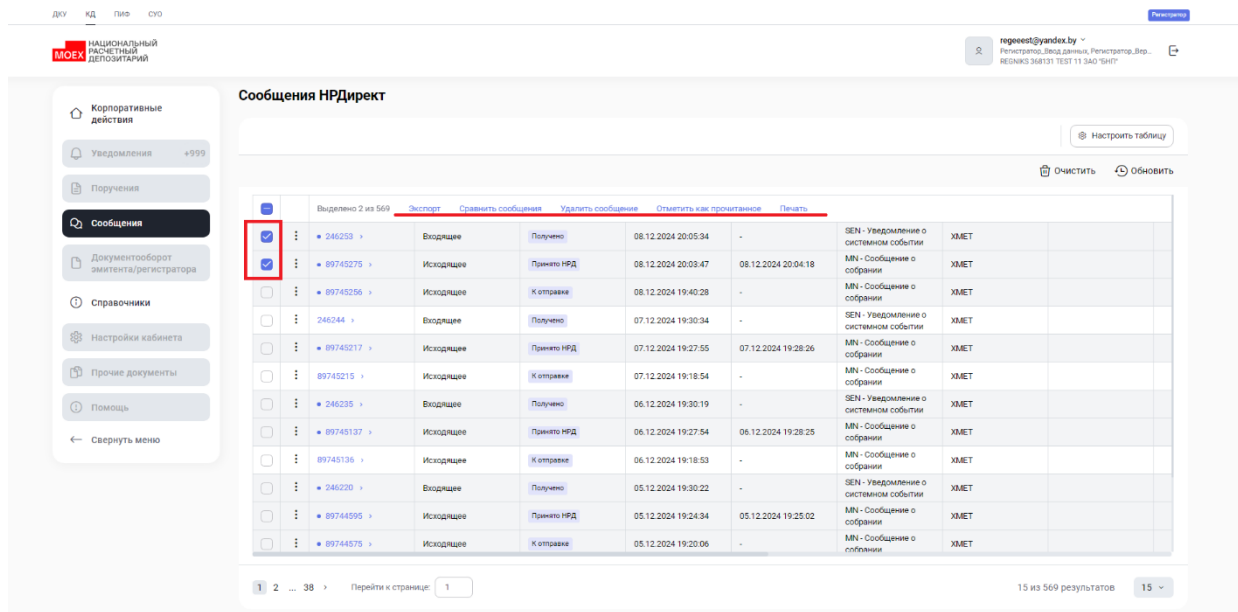 ДКУ КД ПИФ СУО
Регистратор
MOEX НАЦИОНАЛЬНЫЙ
РАСЧЕТНЫЙ
ДЕПОЗИТАРИЙ
regeeest@yandex.by
Регистратор_Ввод данных, Регистратор_Вер...
REGNIKS 368131 TEST 11 ЗАО "БНП"
Корпоративные
действия
Уведомления +999
Поручения
Сообщения
Документооборот
эмитента/регистратора
Справочники
Настройки кабинета
Прочие документы
Помощь
← Свернуть меню
Сообщения НРДирект
Настроить таблицу
Очистить Обновить
Выделено 2 из 569 Экспорт Сравнить сообщения Удалить сообщение Отметить как прочитанное Печать
246253 › Входящее Получено 08.12.2024 20:05:34 - SEN - Уведомление о системном событии XMET
89745275 › Исходящее Принято НРД 08.12.2024 20:03:47 08.12.2024 20:04:18 MN - Сообщение о собрании XMET
89745256 › Исходящее К отправке 08.12.2024 19:40:28 - MN - Сообщение о собрании XMET
246244 › Входящее Получено 07.12.2024 19:30:34 - SEN - Уведомление о системном событии XMET
89745217 › Исходящее Принято НРД 07.12.2024 19:27:55 07.12.2024 19:28:26 MN - Сообщение о собрании XMET
89745215 › Исходящее К отправке 07.12.2024 19:18:54 - MN - Сообщение о собрании XMET
246235 › Входящее Получено 06.12.2024 19:30:19 - SEN - Уведомление о системном событии XMET
89745137 › Исходящее Принято НРД 06.12.2024 19:27:54 06.12.2024 19:28:25 MN - Сообщение о собрании XMET
89745136 › Исходящее К отправке 06.12.2024 19:18:53 - MN - Сообщение о собрании XMET
246220 › Входящее Получено 05.12.2024 19:30:22 - SEN - Уведомление о системном событии XMET
89744595 › Исходящее Принято НРД 05.12.2024 19:24:34 05.12.2024 19:25:02 MN - Сообщение о собрании XMET
89744575 › Исходящее К отправке 05.12.2024 19:20:06 - MN - Сообщение о собрании XMET
1 2 ... 38 › Перейти к странице: 1
15 из 569 результатов 15